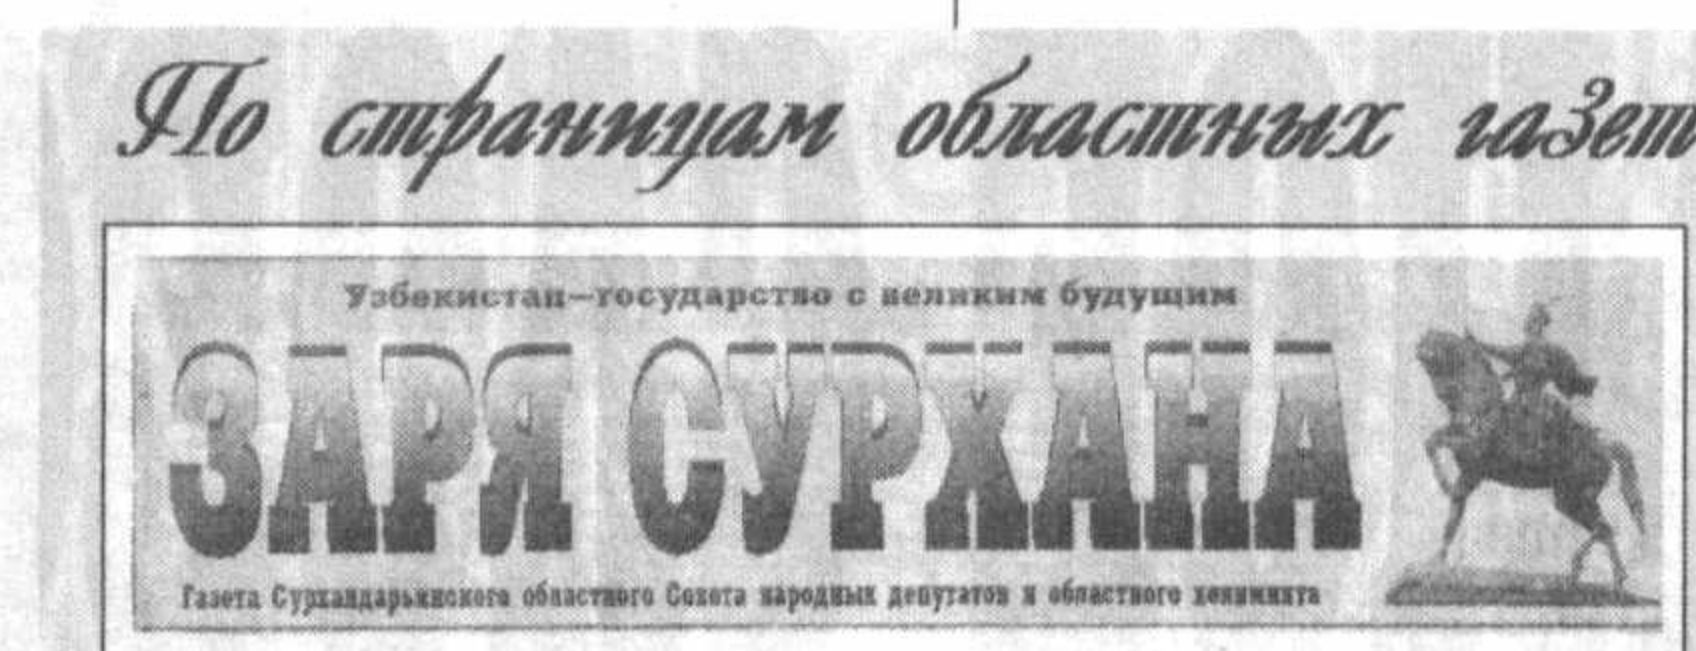 По страницам областных газет
Узбекистан—государство с великим будущим
ЗАРЯ СУРХАНА
Газета Сурхандарьинского областного Совета народных депутатов и областного хокимията